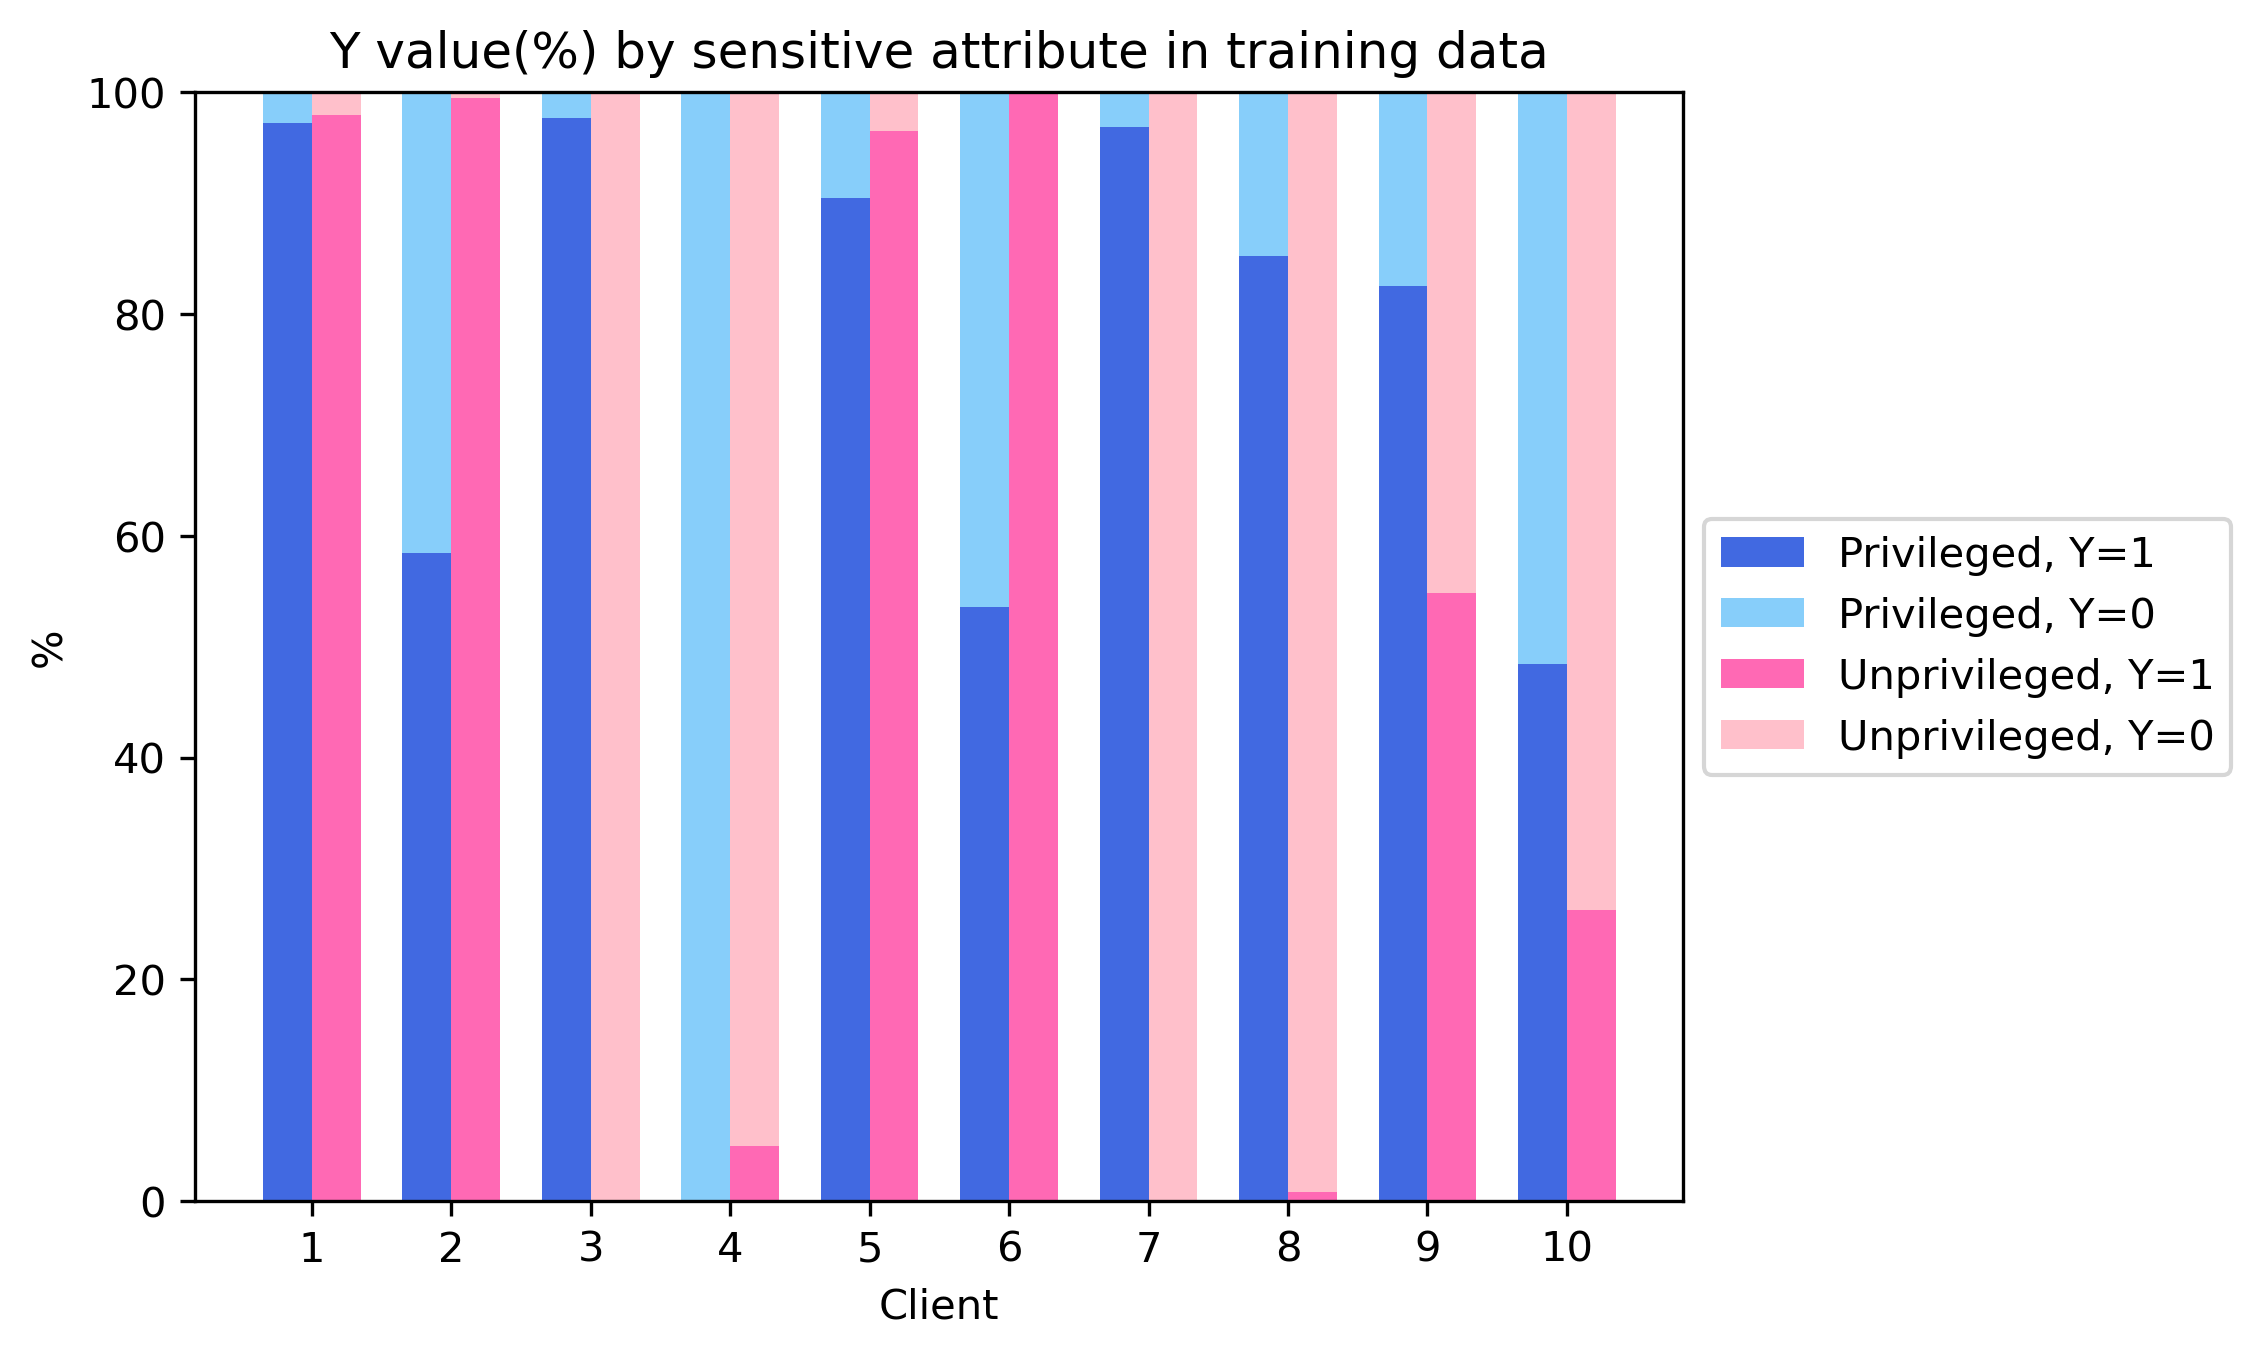 Y value(%) by sensitive attribute in training data
100
80
60
40
20
0
%
1 2 3 4 5 6 7 8 9 10
Client
Privileged, Y=1
Privileged, Y=0
Unprivileged, Y=1
Unprivileged, Y=0